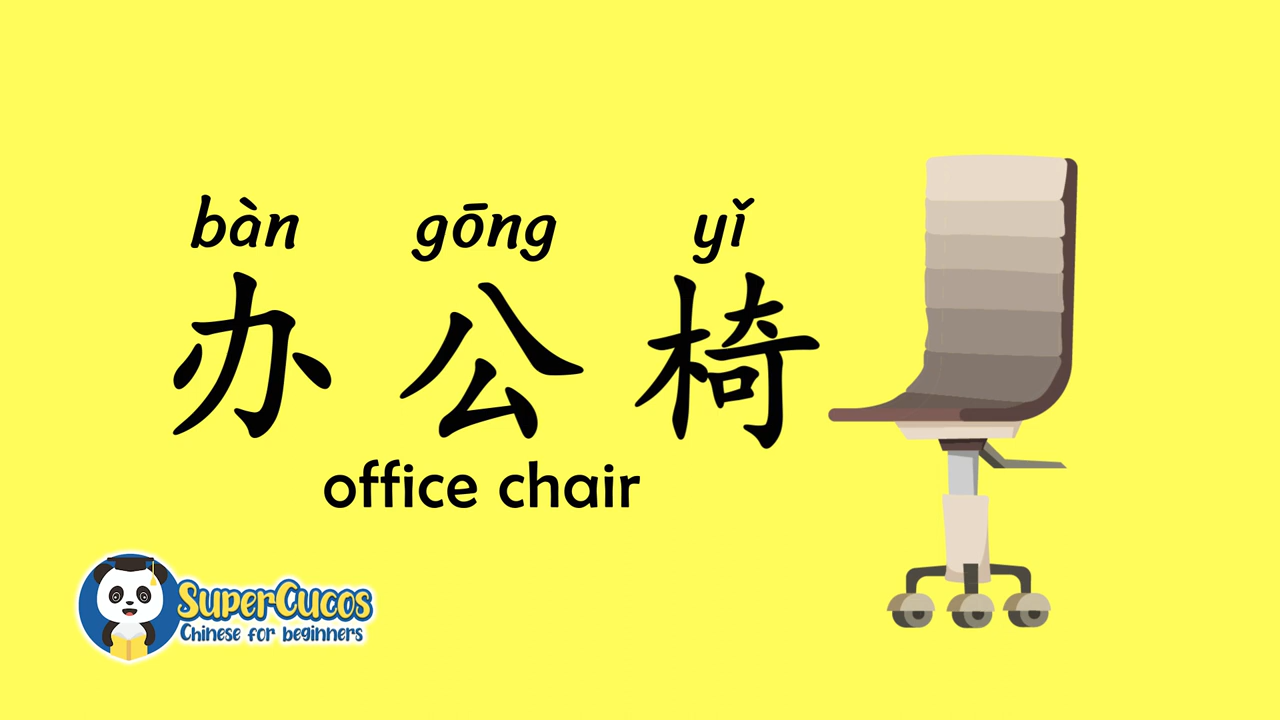 bàn gōng yǐ
办公椅
office chair
SuperCucos
Chinese for beginners